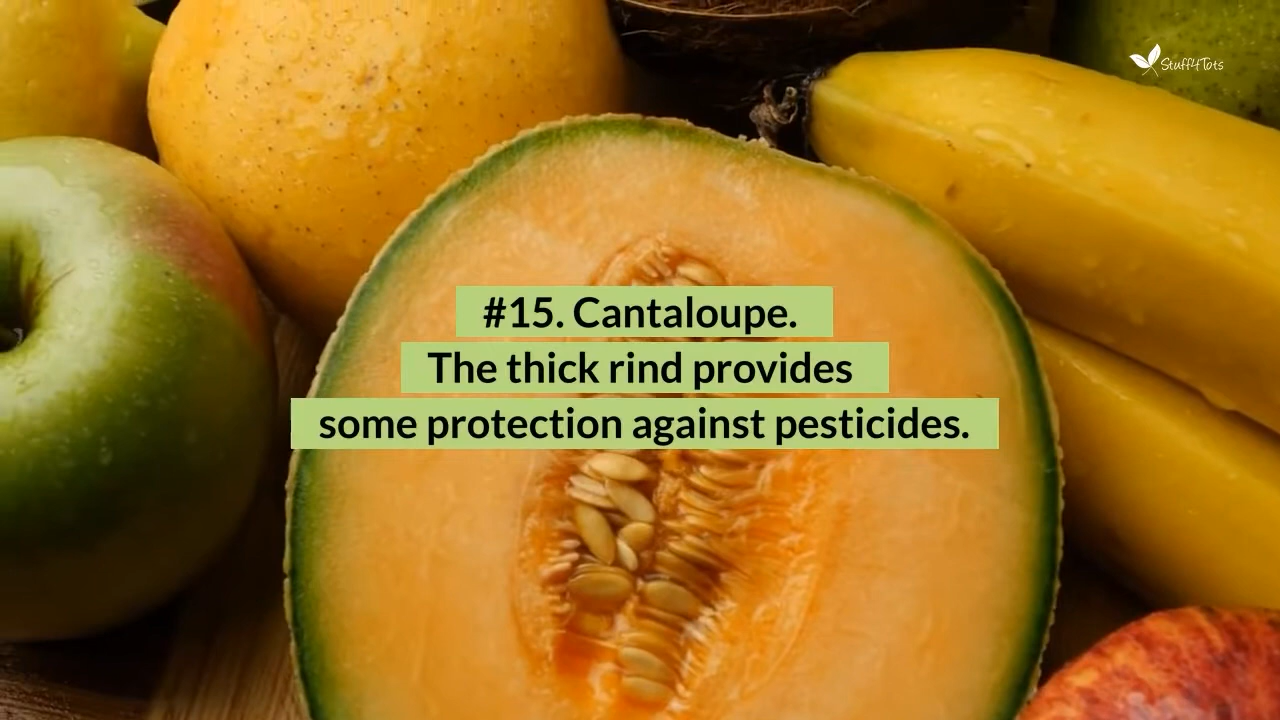 Stuff4Tots
#15. Cantaloupe.
The thick rind provides
some protection against pesticides.